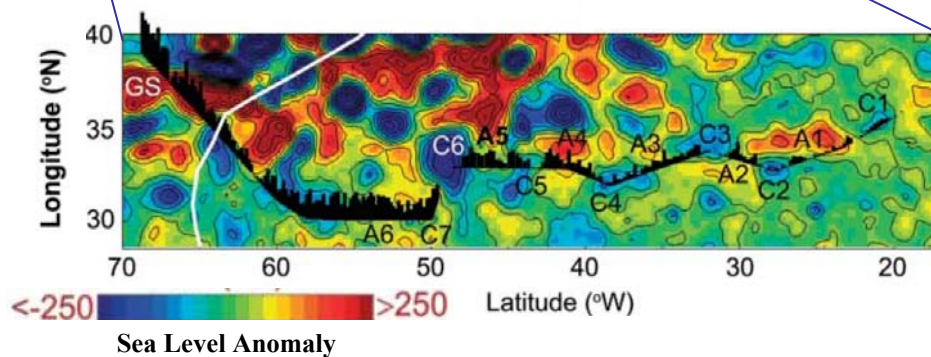 Longitude (°N)
40
35
30
GS
C6
A5
C5
A4
C4
A3
C3
A2
C2
A1
C1
A6
C7
70 60 50 40 30 20
<-250 >250
Latitude (°W)
Sea Level Anomaly